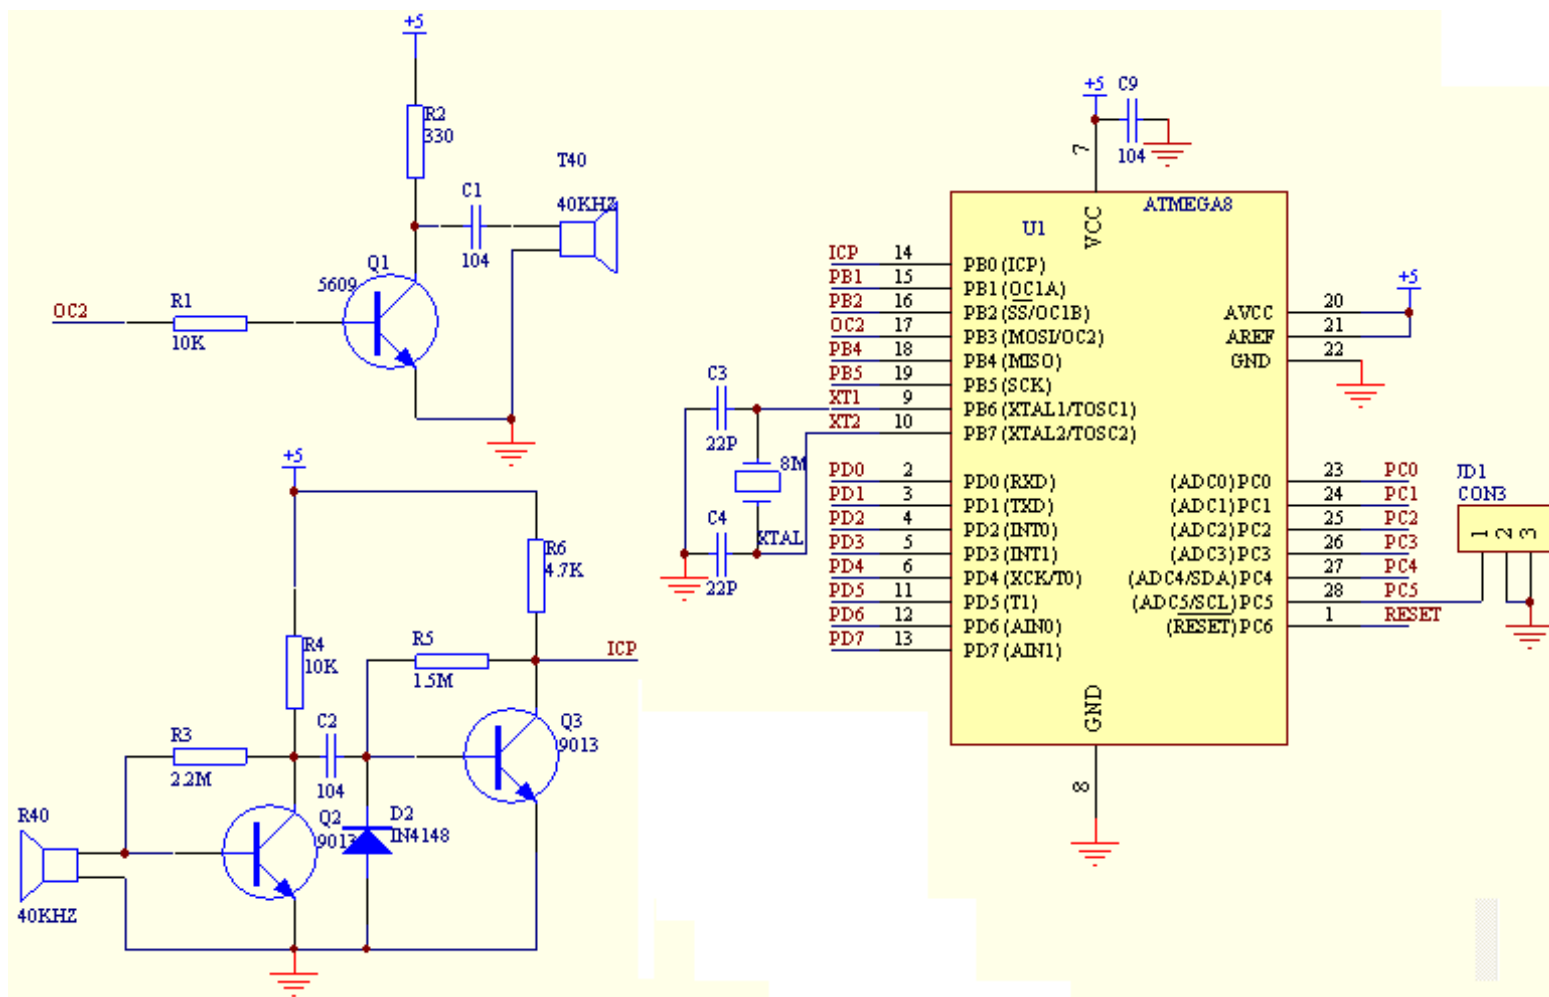 +5
R2
330
T40
40KHZ
C1
104
Q1
5609
OC2
R1
10K
+5
R6
4.7K
R4
10K
R5
1.5M
ICP
C2
104
R3
2.2M
Q3
9013
R40
40KHZ
Q2
9013
D2
IN4148
+5
C9
104
7
ATMEGA8
U1
VCC
ICP 14 PB0(ICP)
PB1 15 PB1(OC1A)
PB2 16 PB2(SS/OC1B)
OC2 17 PB3(MOSI/OC2)
PB4 18 PB4(MISO)
PB5 19 PB5(SCK)
XT1 9 PB6(XTAL1/TOSC1)
XT2 10 PB7(XTAL2/TOSC2)
PD0 2 PD0(RXD)
PD1 3 PD1(TXD)
PD2 4 PD2(INT0)
PD3 5 PD3(INT1)
PD4 6 PD4(XCK/T0)
PD5 11 PD5(T1)
PD6 12 PD6(AIN0)
PD7 13 PD7(AIN1)
C3
22P
8M
C4
XTAL
22P
+5
AVCC 20
AREF 21
GND 22
(ADC0)PC0 23 PC0
(ADC1)PC1 24 PC1
(ADC2)PC2 25 PC2
(ADC3)PC3 26 PC3
(ADC4/SDA)PC4 27 PC4
(ADC5/SCL)PC5 28 PC5
(RESET)PC6 1 RESET
JD1
CON3
1 2 3
GND
8